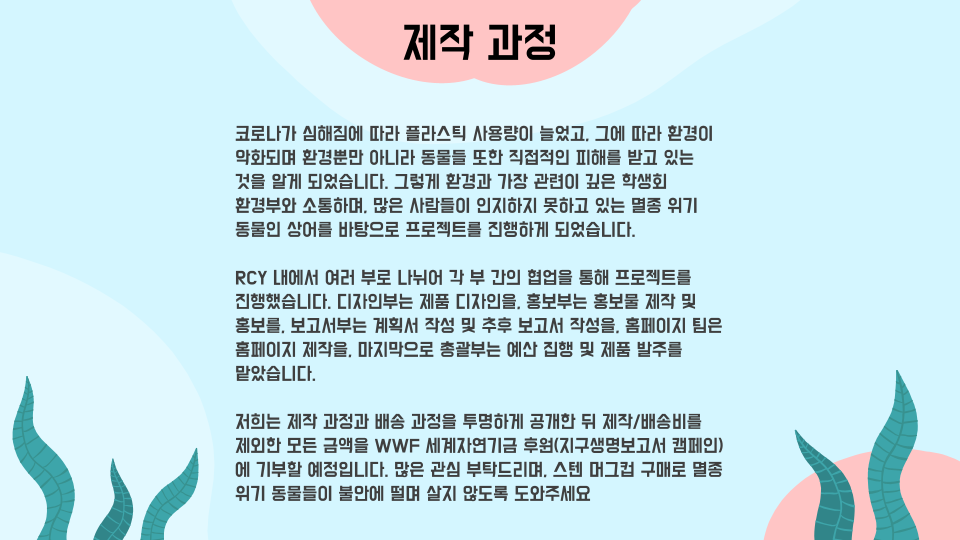 제작 과정
코로나가 심해짐에 따라 플라스틱 사용량이 늘었고, 그에 따라 환경이
악화되며 환경뿐만 아니라 동물들 또한 직접적인 피해를 받고 있는
것을 알게 되었습니다. 그렇게 환경과 가장 관련이 깊은 학생회
환경부와 소통하며, 많은 사람들이 인지하지 못하고 있는 멸종 위기
동물인 상어를 바탕으로 프로젝트를 진행하게 되었습니다.
RCY 내에서 여러 부로 나뉘어 각 부 간의 협업을 통해 프로젝트를
진행했습니다. 디자인부는 제품 디자인을, 홍보부는 홍보물 제작 및
홍보를, 보고서부는 계획서 작성 및 추후 보고서 작성을, 홈페이지 팀은
홈페이지 제작을, 마지막으로 총괄부는 예산 집행 및 제품 발주를
맡았습니다.
저희는 제작 과정과 배송 과정을 투명하게 공개한 뒤 제작/배송비를
제외한 모든 금액을 WWF 세계자연기금 후원(지구생명보고서 캠페인)
에 기부할 예정입니다. 많은 관심 부탁드리며, 스텐 머그컵 구매로 멸종
위기 동물들이 불안에 떨며 살지 않도록 도와주세요